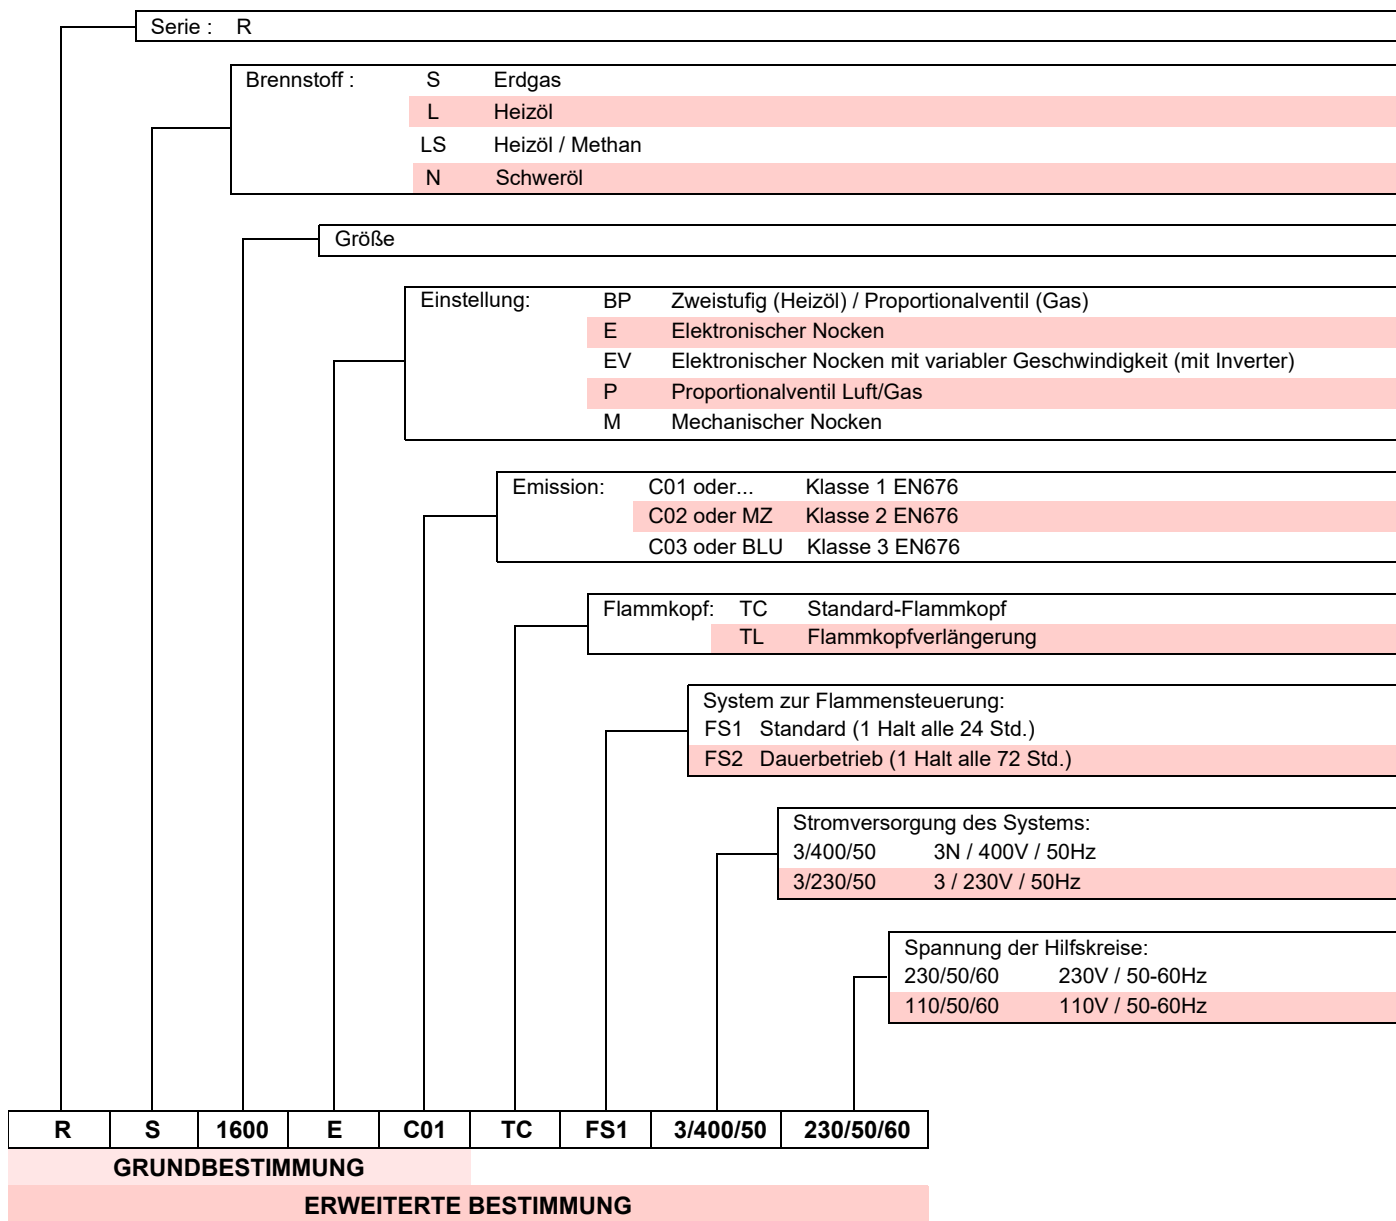 Serie : R
Brennstoff : S Erdgas
L Heizöl
LS Heizöl / Methan
N Schweröl
Größe
Einstellung: BP Zweistufig (Heizöl) / Proportionalventil (Gas)
E Elektronischer Nocken
EV Elektronischer Nocken mit variabler Geschwindigkeit (mit Inverter)
P Proportionalventil Luft/Gas
M Mechanischer Nocken
Emission: C01 oder... Klasse 1 EN676
C02 oder MZ Klasse 2 EN676
C03 oder BLU Klasse 3 EN676
Flammkopf: TC Standard-Flammkopf
TL Flammkopfverlängerung
System zur Flammensteuerung:
FS1 Standard (1 Halt alle 24 Std.)
FS2 Dauerbetrieb (1 Halt alle 72 Std.)
Stromversorgung des Systems:
3/400/50 3N / 400V / 50Hz
3/230/50 3 / 230V / 50Hz
Spannung der Hilfskreise:
230/50/60 230V / 50-60Hz
110/50/60 110V / 50-60Hz
R S 1600 E C01 TC FS1 3/400/50 230/50/60
GRUNDBESTIMMUNG
ERWEITERTE BESTIMMUNG